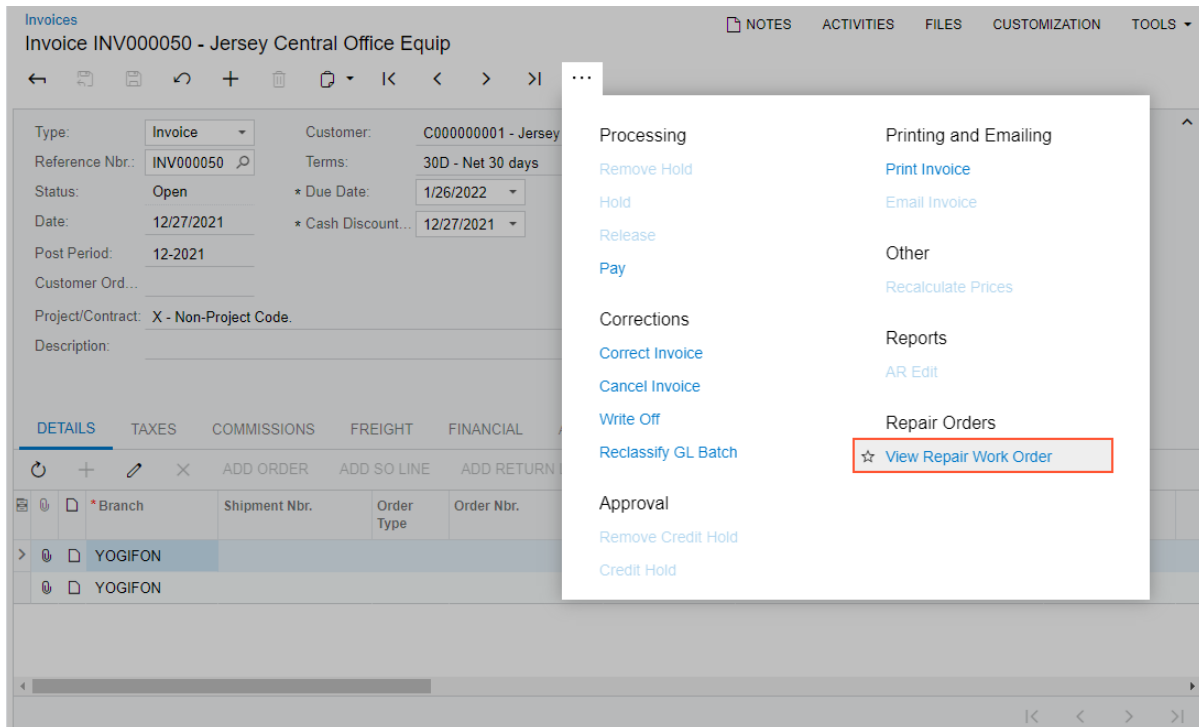 Invoices
Invoice INV000050 - Jersey Central Office Equip
NOTES ACTIVITIES FILES CUSTOMIZATION TOOLS
Type: Invoice Customer: C000000001 - Jersey
Reference Nbr.: INV000050 Terms: 30D - Net 30 days
Status: Open * Due Date: 1/26/2022
Date: 12/27/2021 * Cash Discount... 12/27/2021
Post Period: 12-2021
Customer Ord...
Project/Contract: X - Non-Project Code.
Description:
Processing
Remove Hold
Hold
Release
Pay
Corrections
Correct Invoice
Cancel Invoice
Write Off
Reclassify GL Batch
Approval
Remove Credit Hold
Credit Hold
Printing and Emailing
Print Invoice
Email Invoice
Other
Recalculate Prices
Reports
AR Edit
Repair Orders
View Repair Work Order
DETAILS TAXES COMMISSIONS FREIGHT FINANCIAL
ADD ORDER ADD SO LINE ADD RETURN
* Branch Shipment Nbr. Order Type Order Nbr.
YOGIFON
YOGIFON